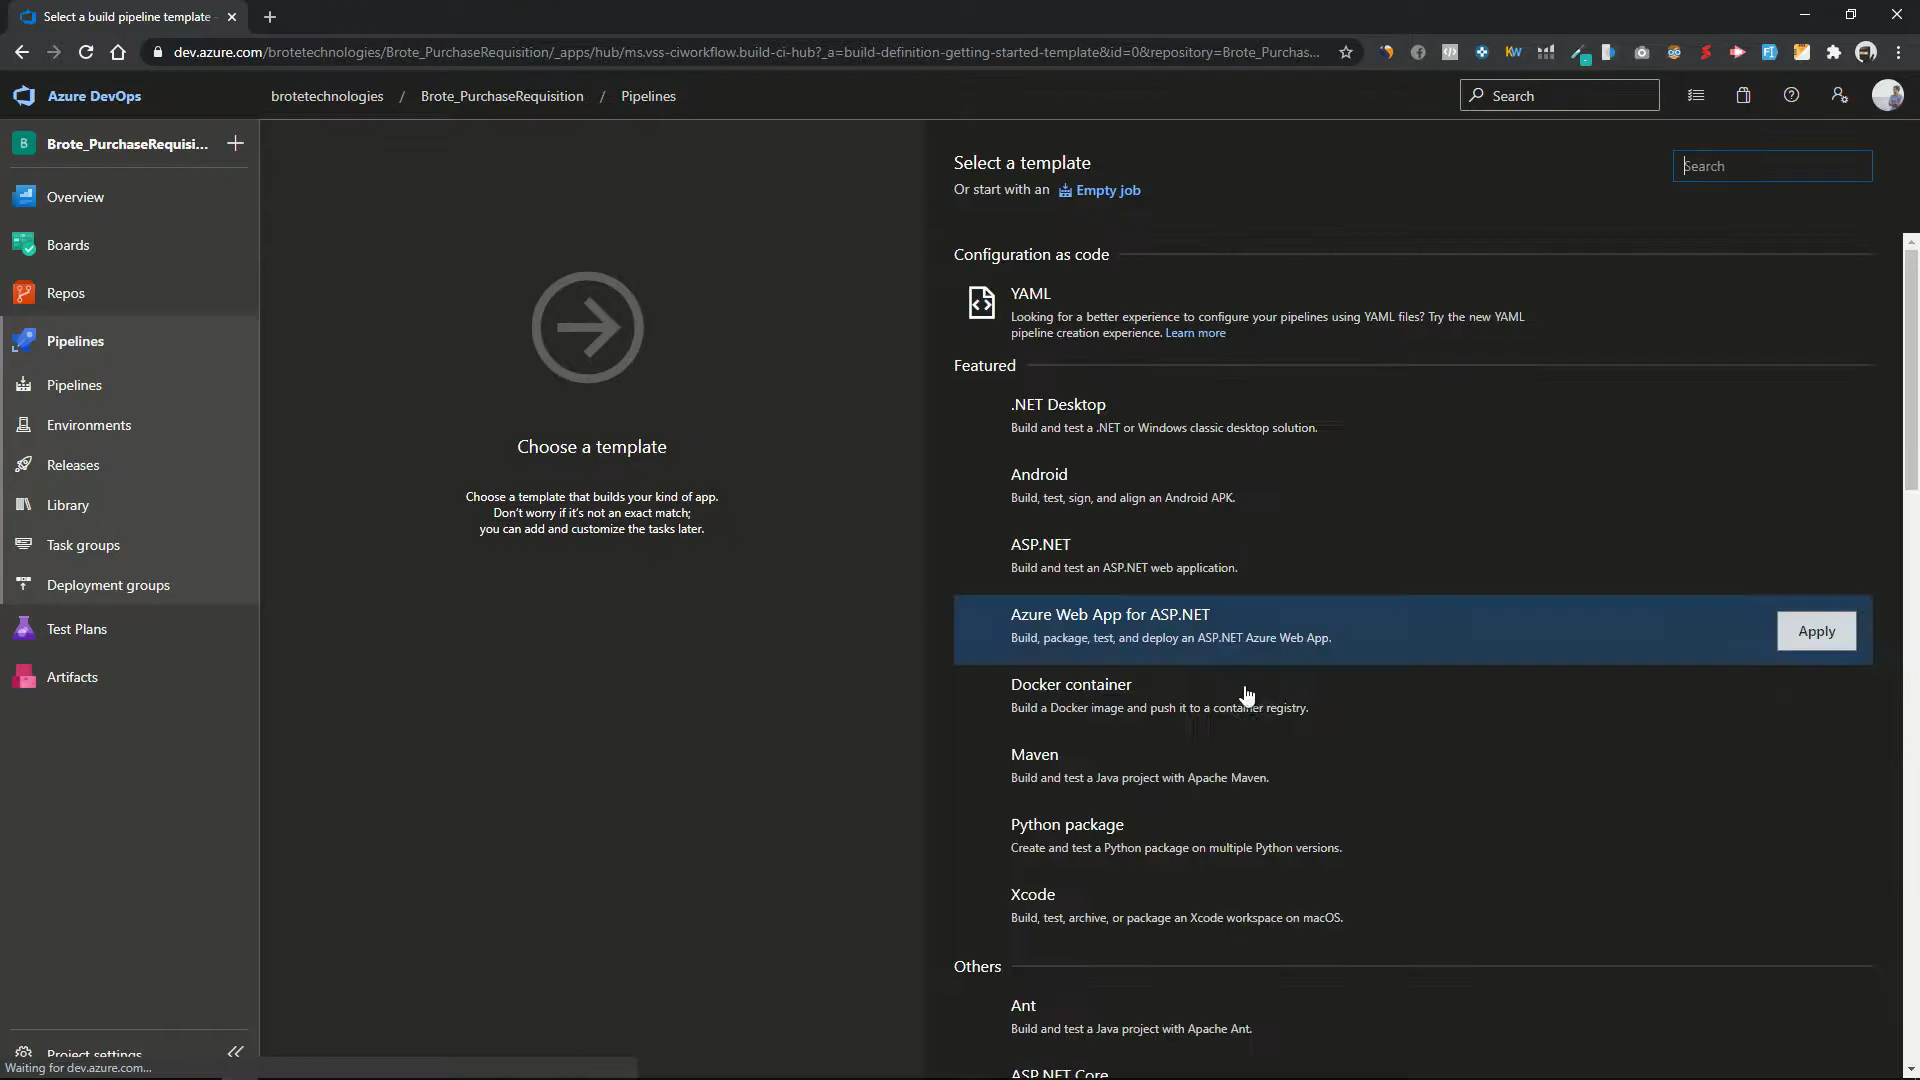 Select a build pipeline template -
dev.azure.com/brotetechnologies/Brote_PurchaseRequisition/_apps/hub/ms.vss-ciworkflow.build-ci-hub?_a=build-definition-getting-started-template&id=0&repository=Brote_Purchas...
KW
Azure DevOps
brotetechnologies / Brote_PurchaseRequisition / Pipelines
Search
B
Brote_PurchaseRequisi...
Overview
Boards
Repos
Pipelines
Pipelines
Environments
Releases
Library
Task groups
Deployment groups
Test Plans
Artifacts
Project settings
Waiting for dev.azure.com...
Choose a template
Choose a template that builds your kind of app.
Don't worry if it's not an exact match;
you can add and customize the tasks later.
Select a template
Or start with an Empty job
Search
Configuration as code
YAML
Looking for a better experience to configure your pipelines using YAML files? Try the new YAML
pipeline creation experience. Learn more
Featured
.NET Desktop
Build and test a .NET or Windows classic desktop solution.
Android
Build, test, sign, and align an Android APK.
ASP.NET
Build and test an ASP.NET web application.
Azure Web App for ASP.NET
Build, package, test, and deploy an ASP.NET Azure Web App.
Apply
Docker container
Build a Docker image and push it to a container registry.
Maven
Build and test a Java project with Apache Maven.
Python package
Create and test a Python package on multiple Python versions.
Xcode
Build, test, archive, or package an Xcode workspace on macOS.
Others
Ant
Build and test a Java project with Apache Ant.
ASP.NET Core